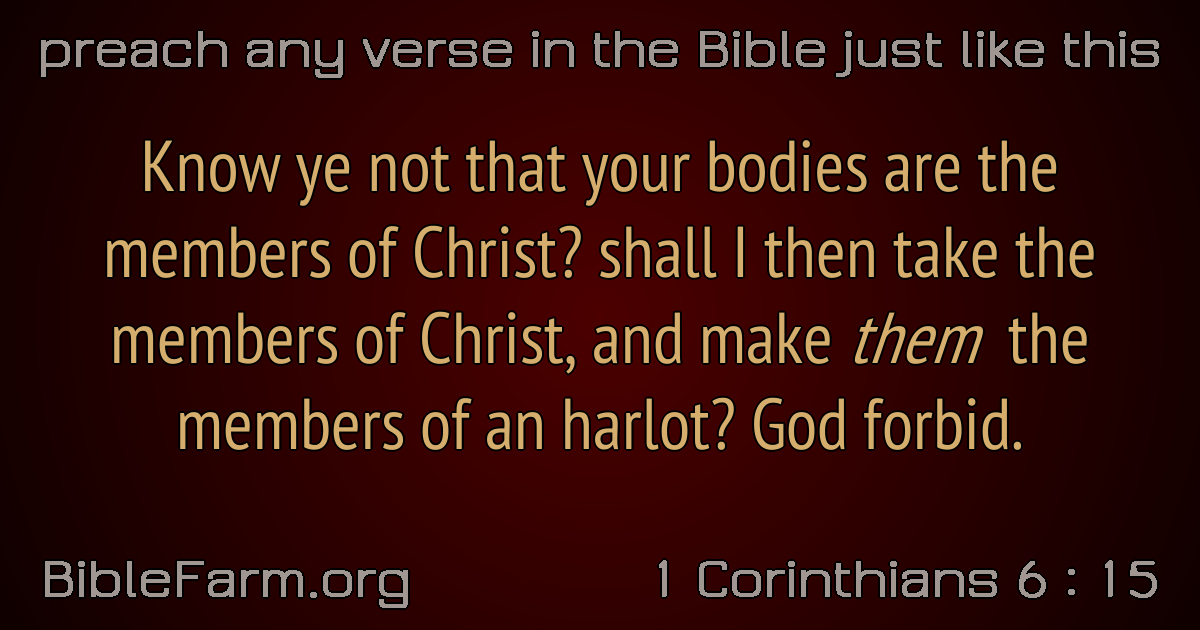 preach any verse in the Bible just like this
Know ye not that your bodies are the
members of Christ? shall I then take the
members of Christ, and make them the
members of an harlot? God forbid.
BibleFarm.org
1 Corinthians 6 : 15